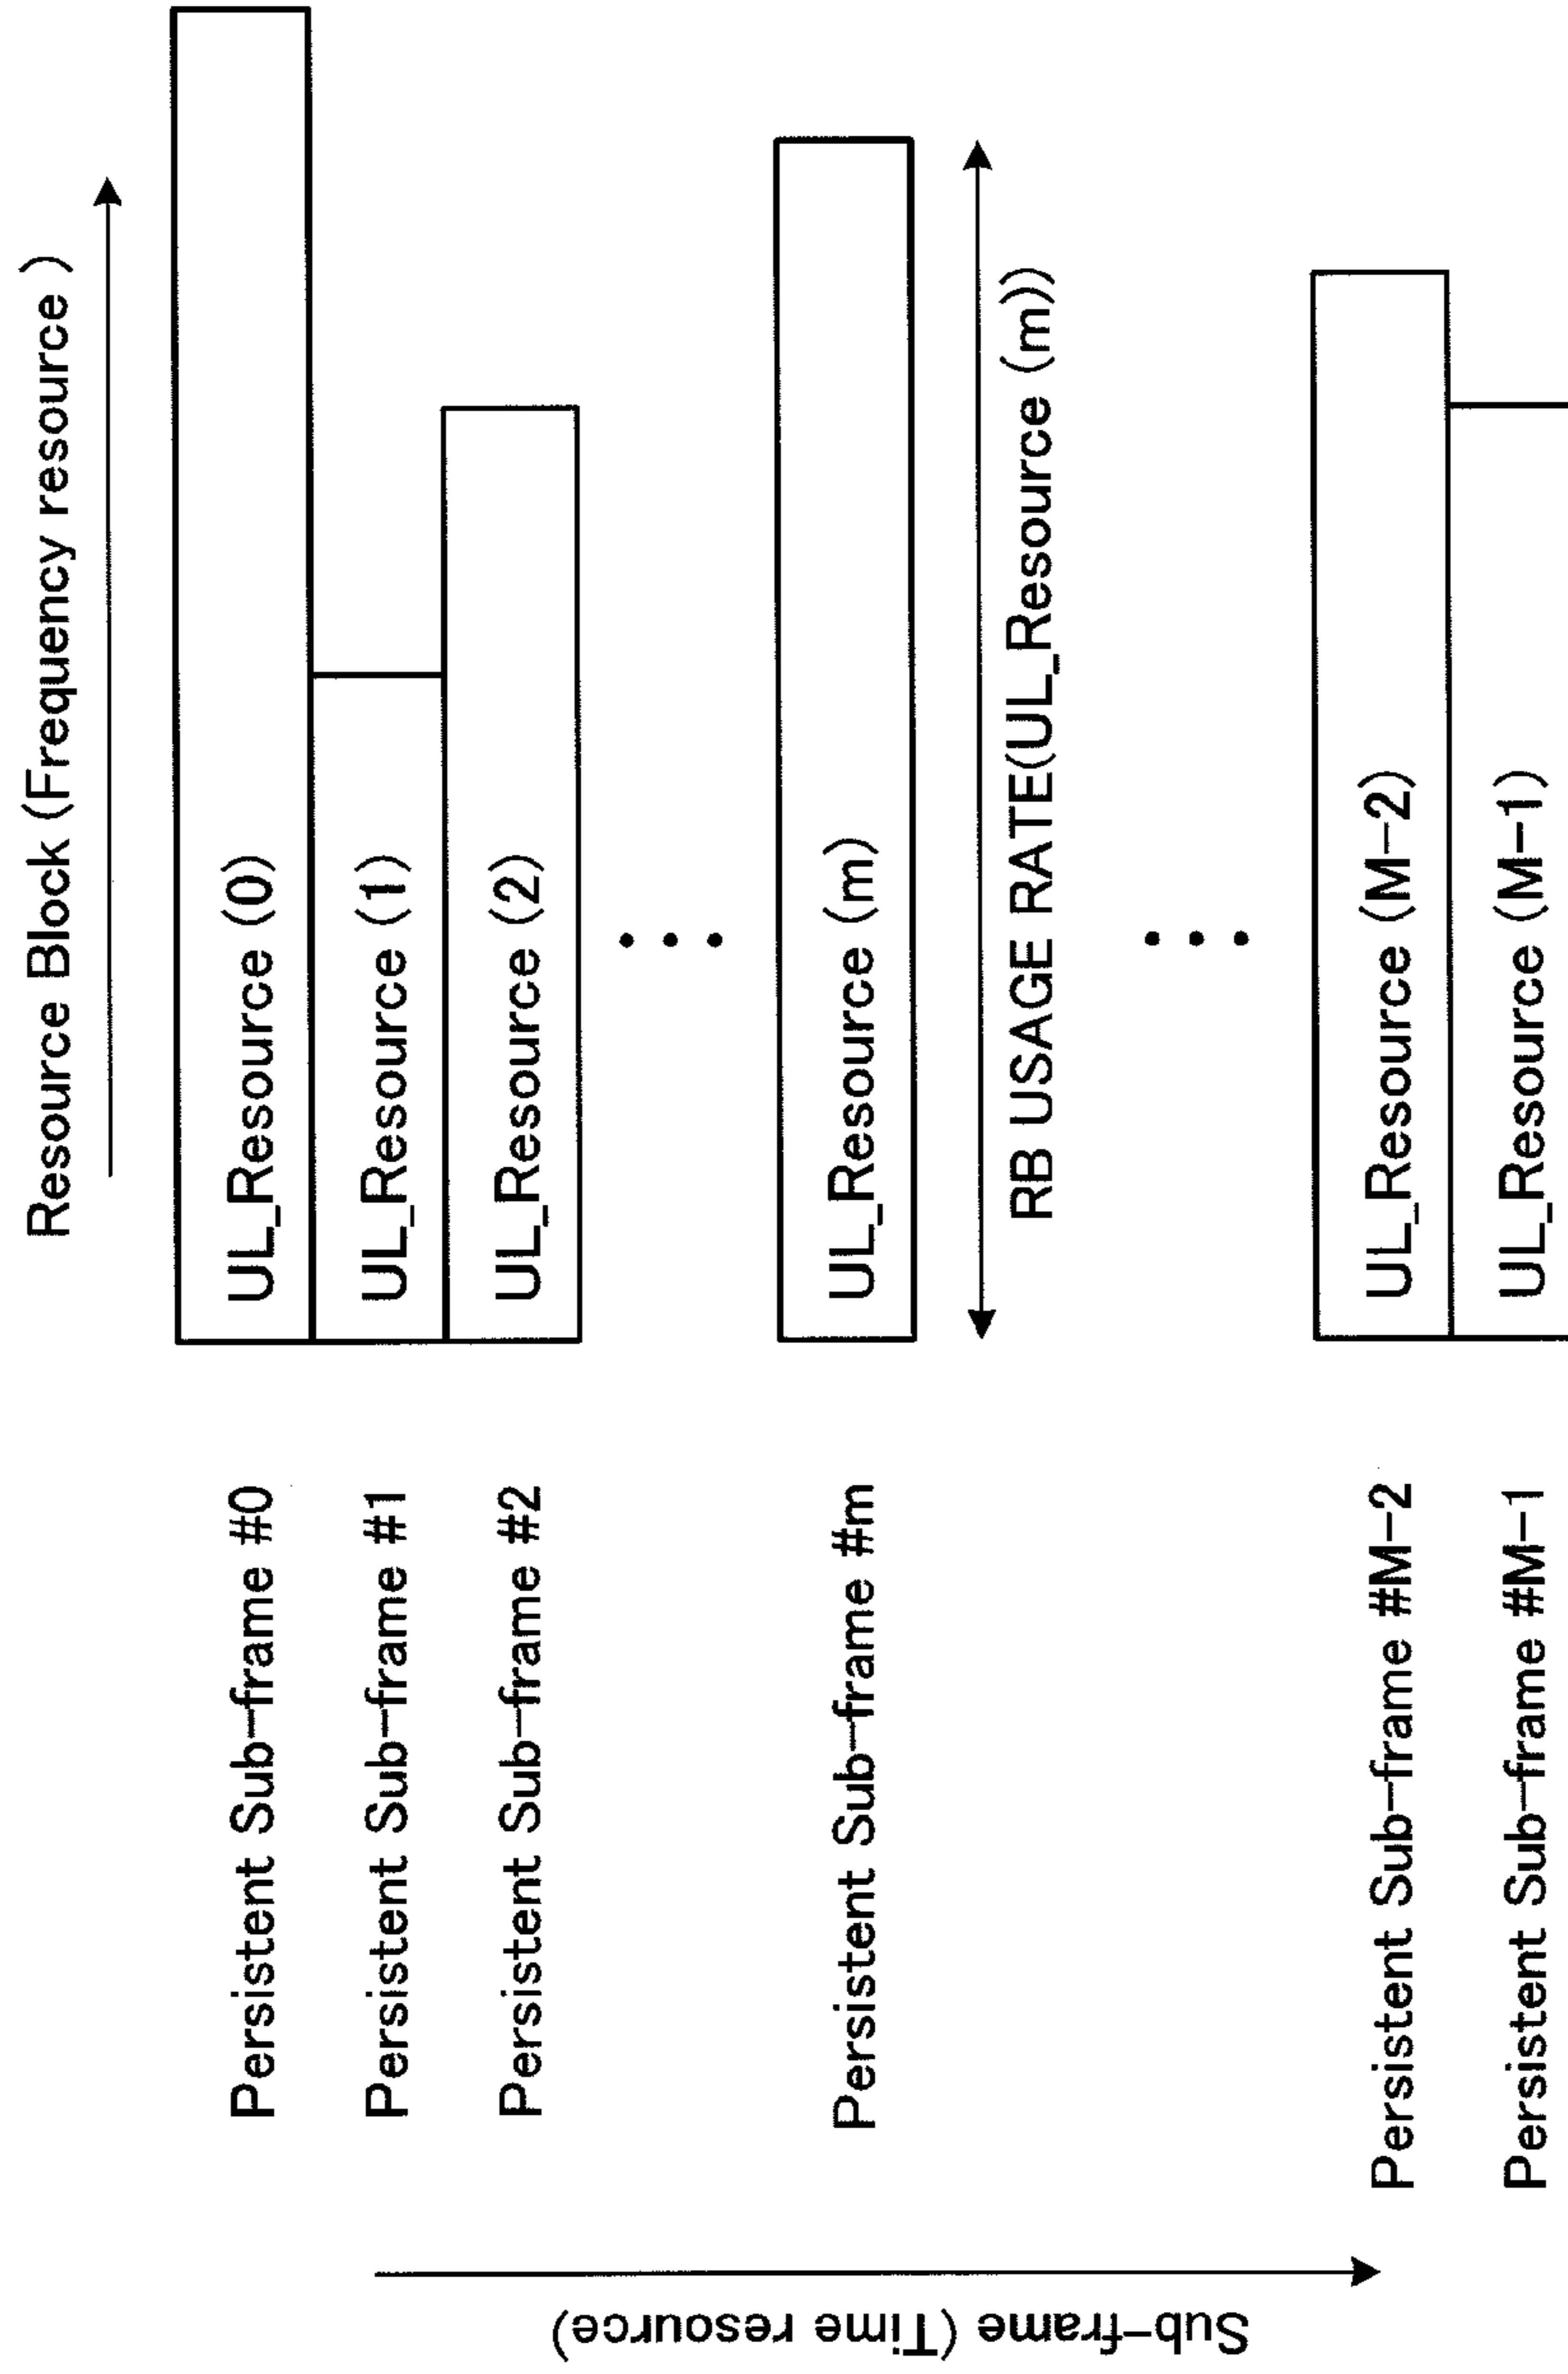 Resource Block (Frequency resource )
Sub-frame (Time resource)
Persistent Sub-frame #0
UL_Resource (0)
Persistent Sub-frame #1
UL_Resource (1)
Persistent Sub-frame #2
UL_Resource (2)
Persistent Sub-frame #m
UL_Resource (m)
RB USAGE RATE(UL_Resource (m))
Persistent Sub-frame #M-2
UL_Resource (M-2)
Persistent Sub-frame #M-1
UL_Resource (M-1)